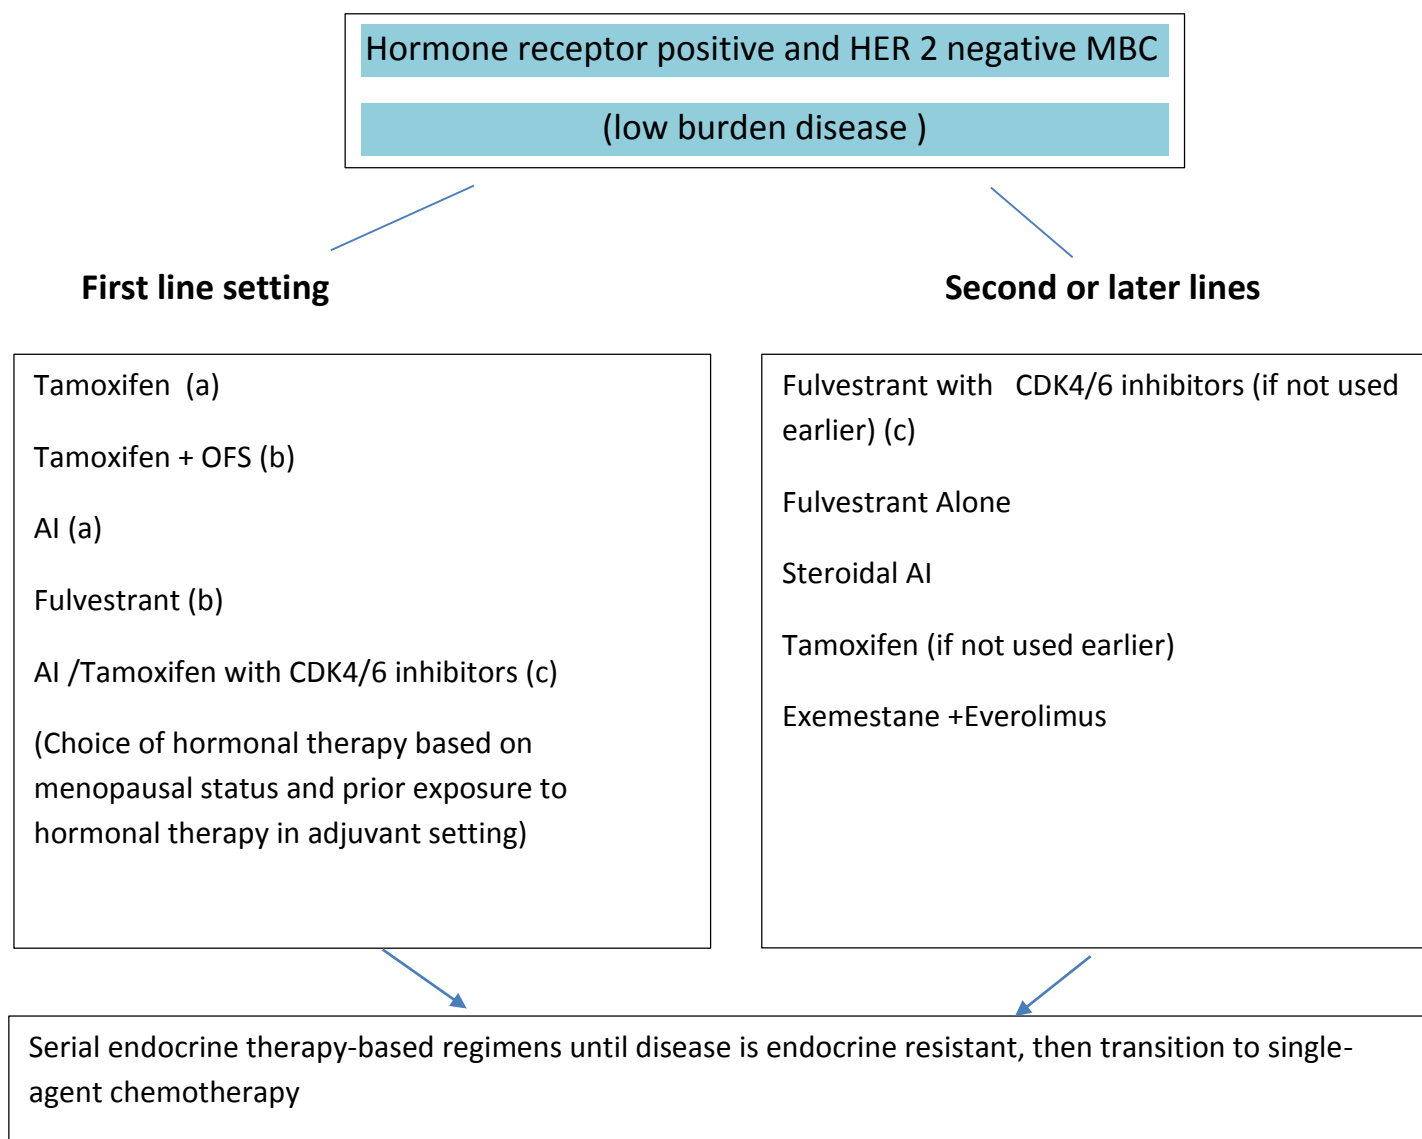 Hormone receptor positive and HER 2 negative MBC
(low burden disease )
First line setting
Second or later lines
Tamoxifen (a)
Tamoxifen + OFS (b)
AI (a)
Fulvestrant (b)
AI /Tamoxifen with CDK4/6 inhibitors (c)
(Choice of hormonal therapy based on
menopausal status and prior exposure to
hormonal therapy in adjuvant setting)
Fulvestrant with CDK4/6 inhibitors (if not used
earlier) (c)
Fulvestrant Alone
Steroidal AI
Tamoxifen (if not used earlier)
Exemestane +Everolimus
Serial endocrine therapy-based regimens until disease is endocrine resistant, then transition to single-
agent chemotherapy